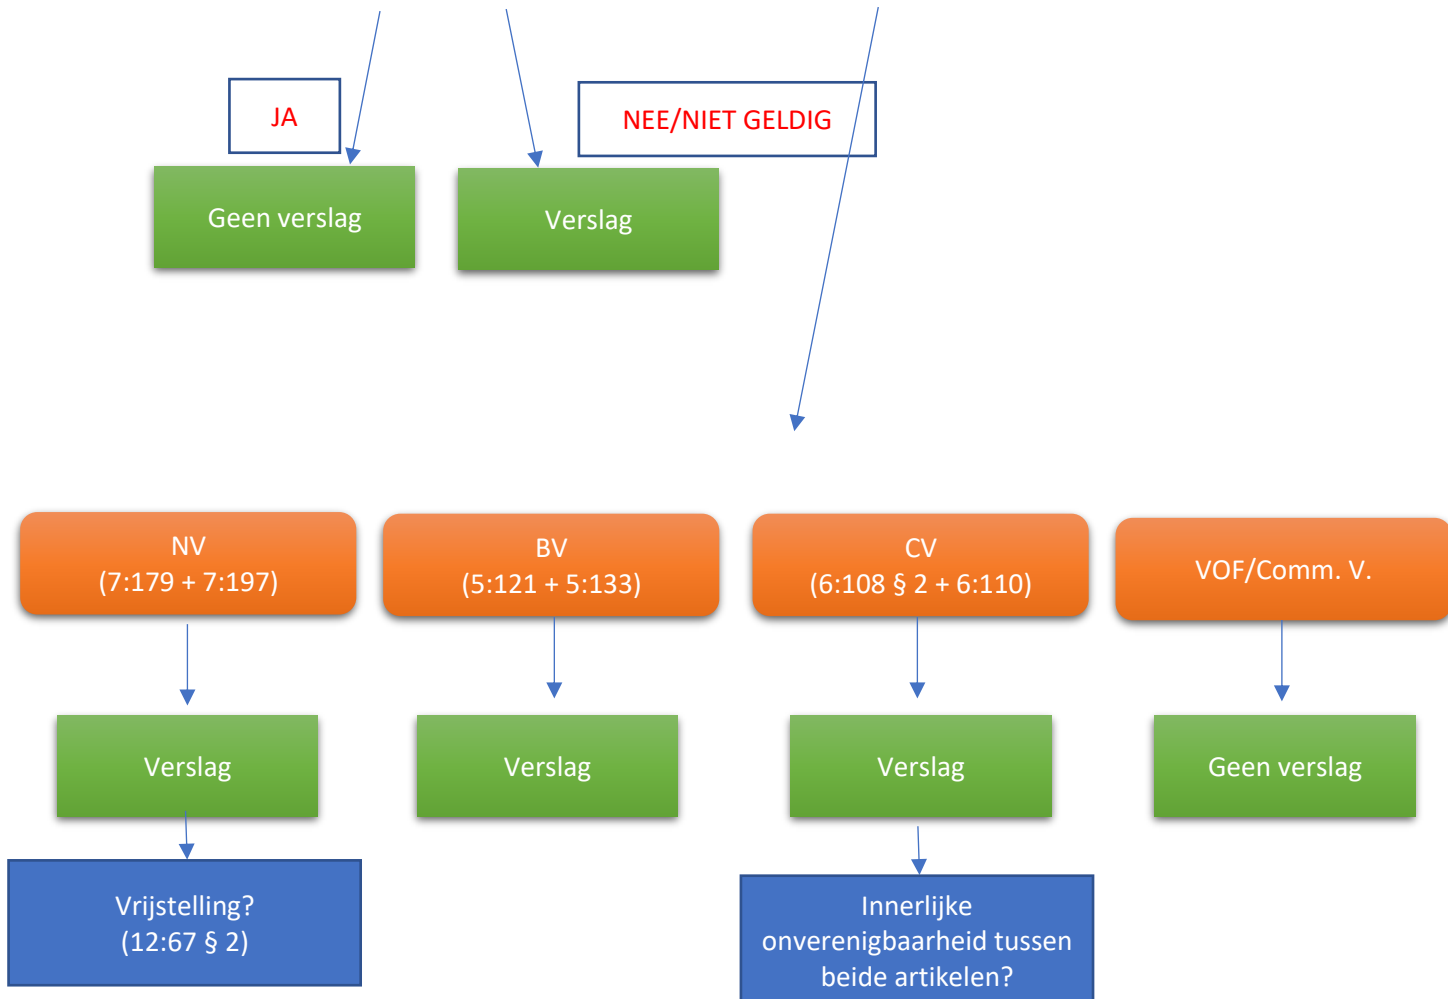 JA
NEE/NIET GELDIG
Geen verslag
Verslag
NV
(7:179 + 7:197)
BV
(5:121 + 5:133)
CV
(6:108 § 2 + 6:110)
VOF/Comm. V.
Verslag
Verslag
Verslag
Geen verslag
Vrijstelling?
(12:67 § 2)
Innerlijke
onverenigbaarheid tussen
beide artikelen?